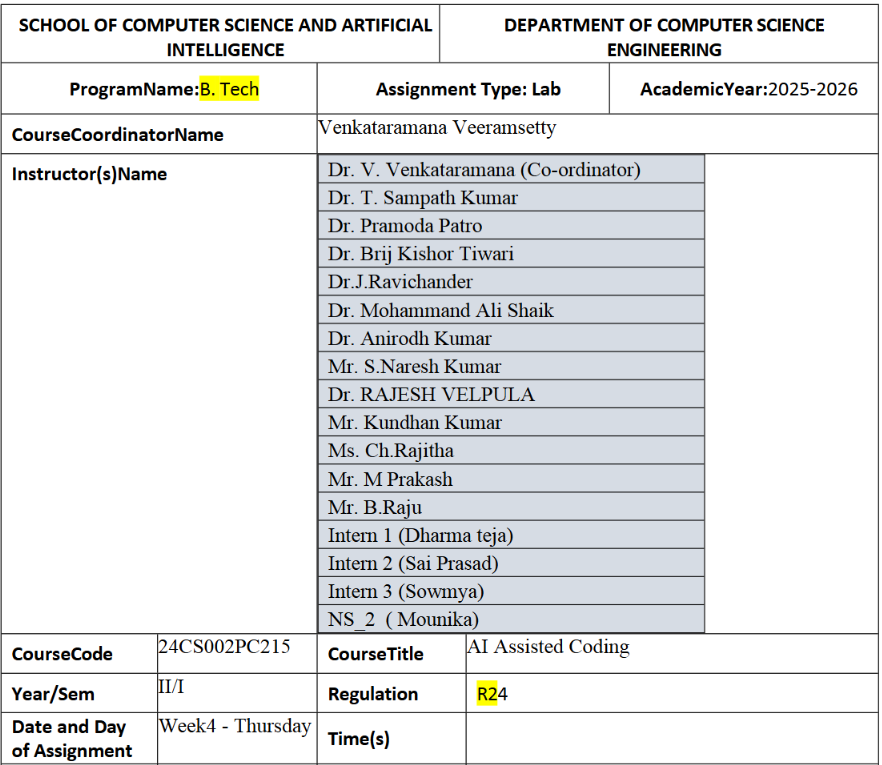 SCHOOL OF COMPUTER SCIENCE AND ARTIFICIAL
INTELLIGENCE
DEPARTMENT OF COMPUTER SCIENCE
ENGINEERING
ProgramName:B. Tech
Assignment Type: Lab
AcademicYear:2025-2026
CourseCoordinatorName
Venkataramana Veeramsetty
Instructor(s)Name
Dr. V. Venkataramana (Co-ordinator)
Dr. T. Sampath Kumar
Dr. Pramoda Patro
Dr. Brij Kishor Tiwari
Dr.J.Ravichander
Dr. Mohammand Ali Shaik
Dr. Anirodh Kumar
Mr. S.Naresh Kumar
Dr. RAJESH VELPULA
Mr. Kundhan Kumar
Ms. Ch.Rajitha
Mr. M Prakash
Mr. B.Raju
Intern 1 (Dharma teja)
Intern 2 (Sai Prasad)
Intern 3 (Sowmya)
NS_2 ( Mounika)
CourseCode
24CS002PC215
CourseTitle
AI Assisted Coding
Year/Sem
II/I
Regulation
R24
Date and Day
of Assignment
Week4 - Thursday
Time(s)